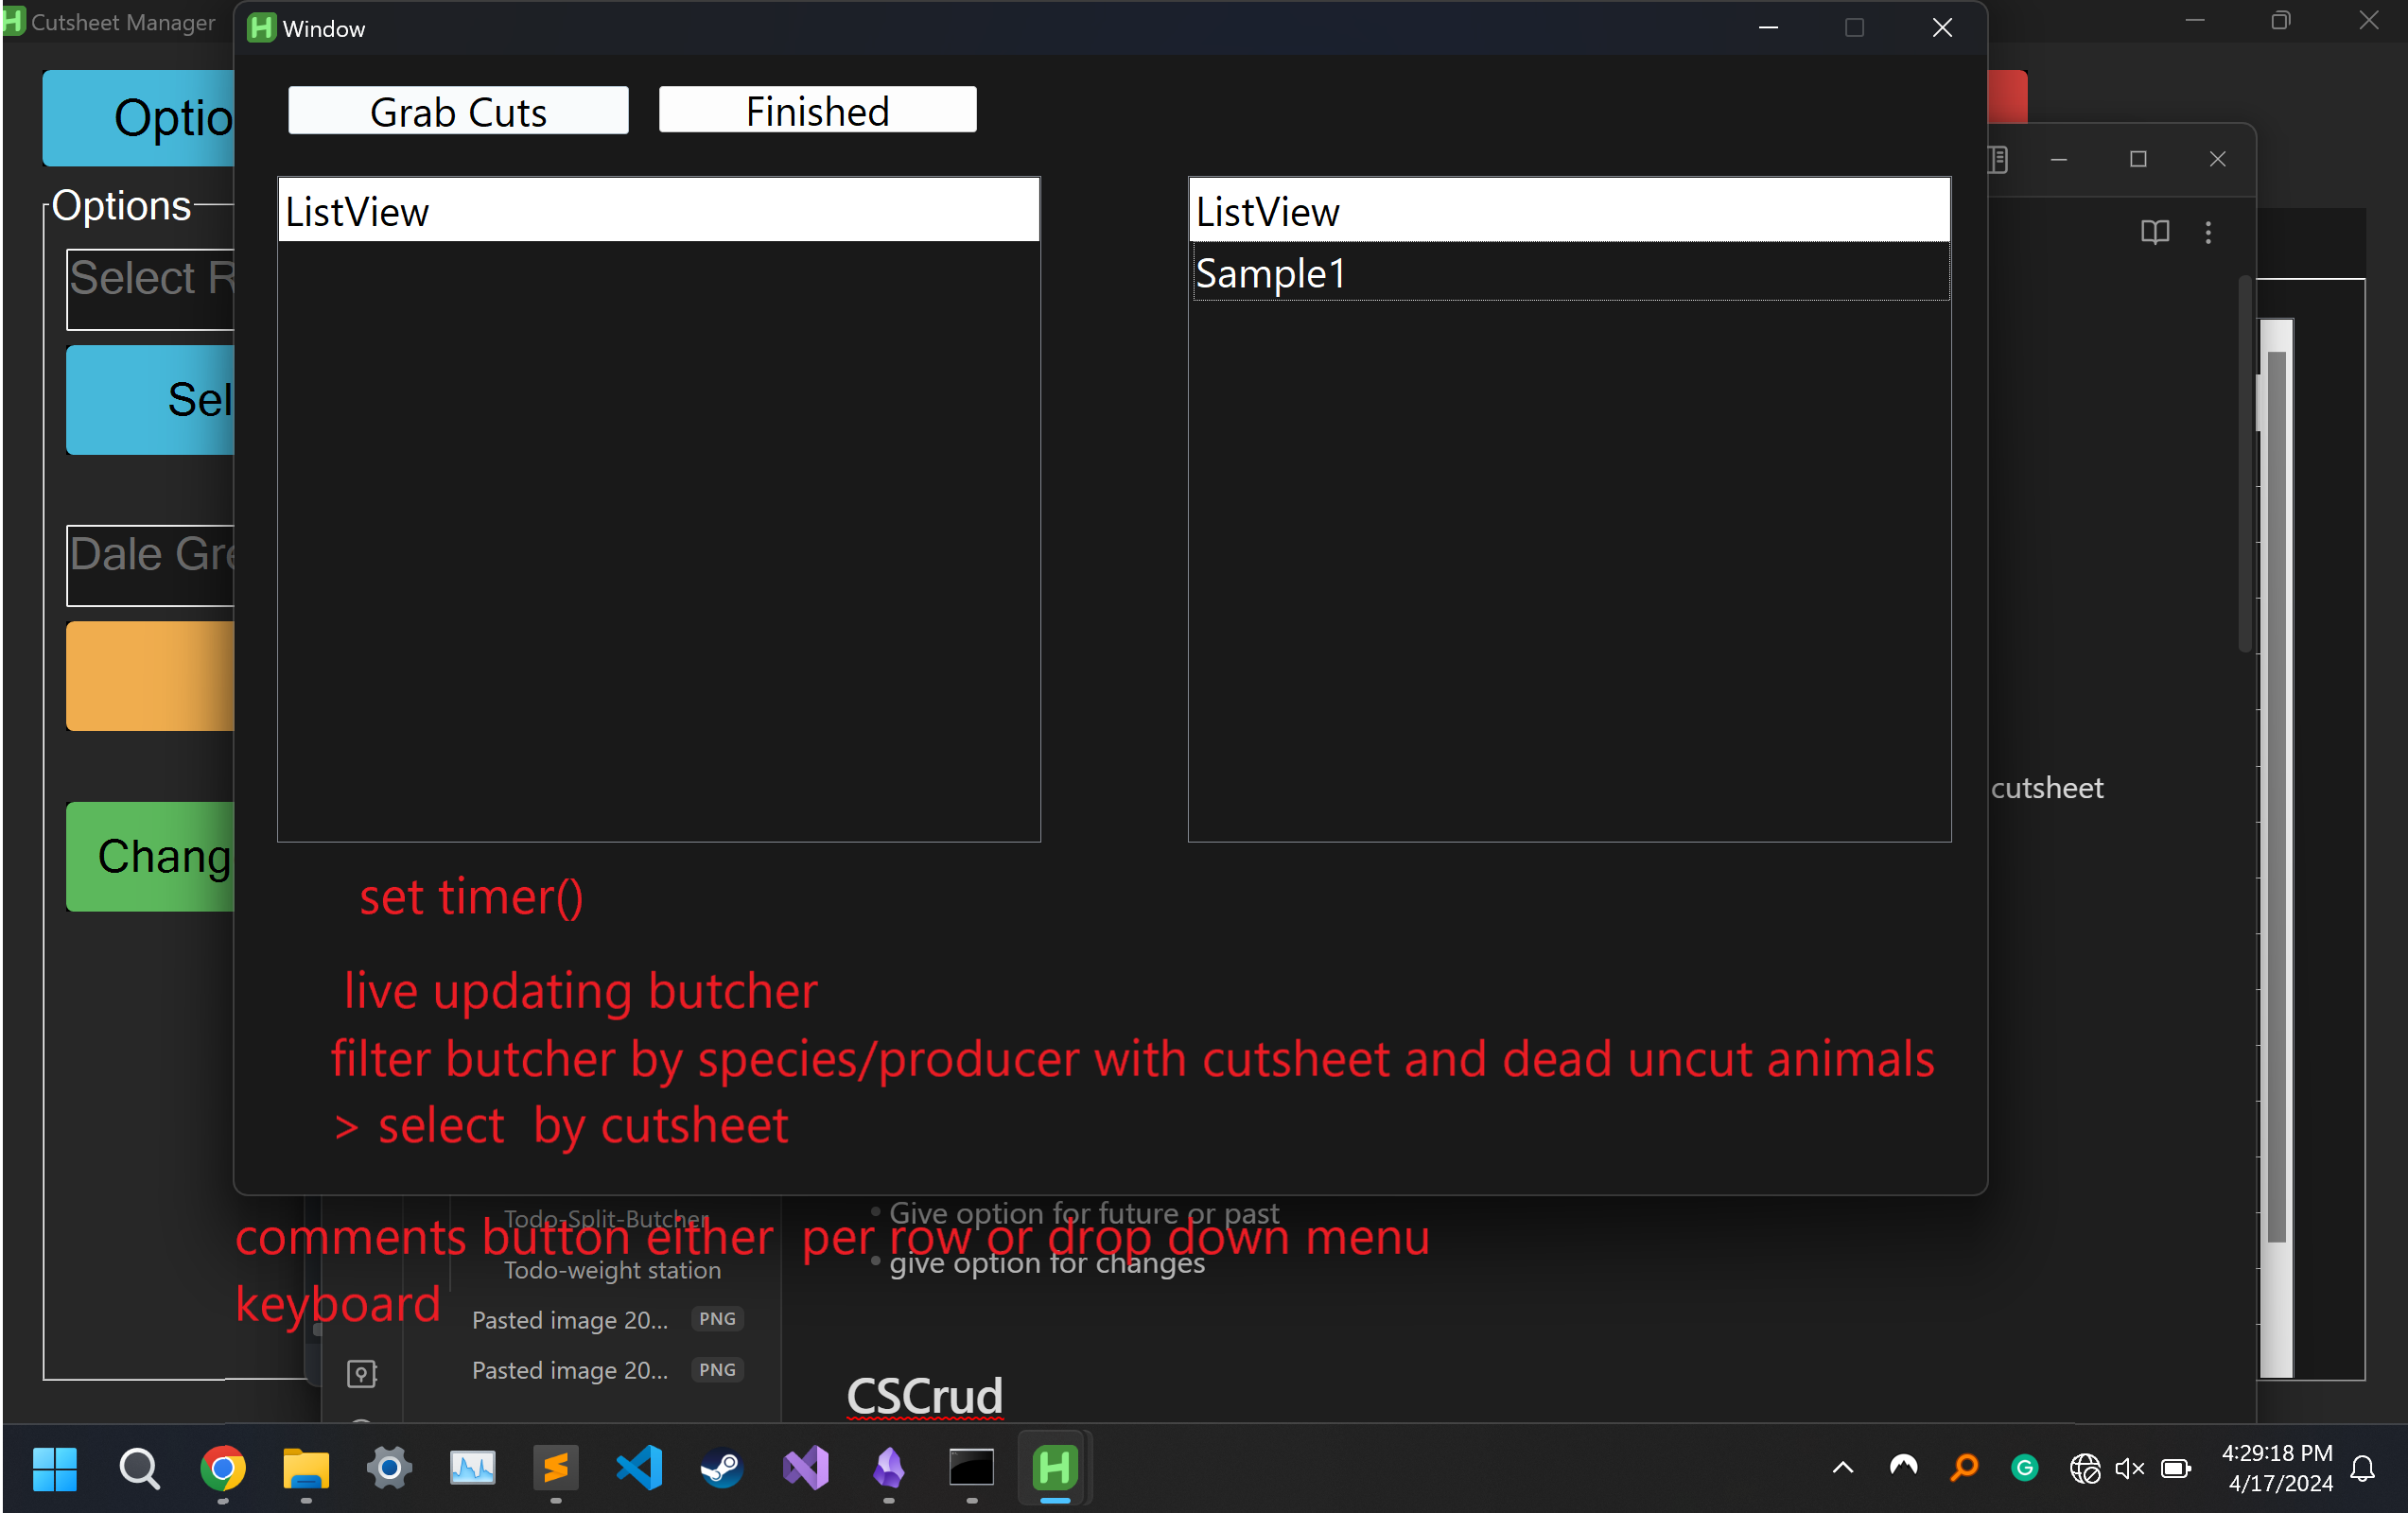 Cutsheet Manager
Window
Optio
Grab Cuts
Finished
Options
ListView
ListView
Select R
Sample1
Sel
Dale Gre
cutsheet
Chang
set timer()
live updating butcher
filter butcher by species/producer with cutsheet and dead uncut animals
> select by cutsheet
Todo-Split-Butcher
Give option for future or past
comments button either per row or drop down menu
Todo-weight station
give option for changes
keyboard
Pasted image 20... PNG
Pasted image 20... PNG
CSCrud
4:29:18 PM
4/17/2024